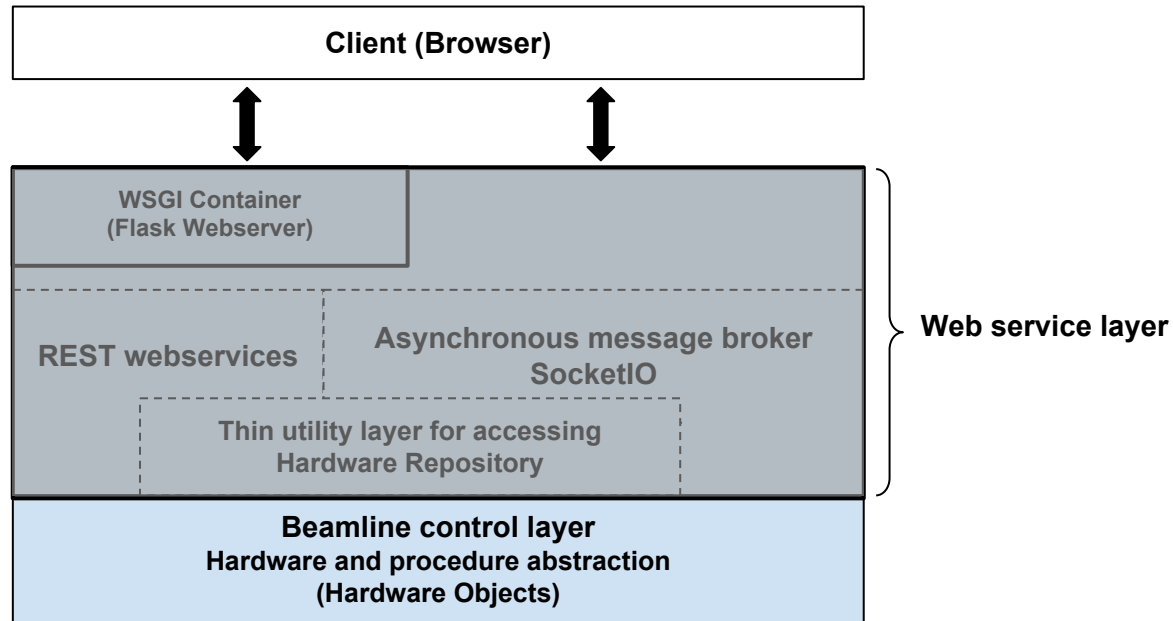 Client (Browser)
WSGI Container
(Flask Webserver)
REST webservices
Asynchronous message broker
SocketIO
Thin utility layer for accessing
Hardware Repository
Web service layer
Beamline control layer
Hardware and procedure abstraction
(Hardware Objects)